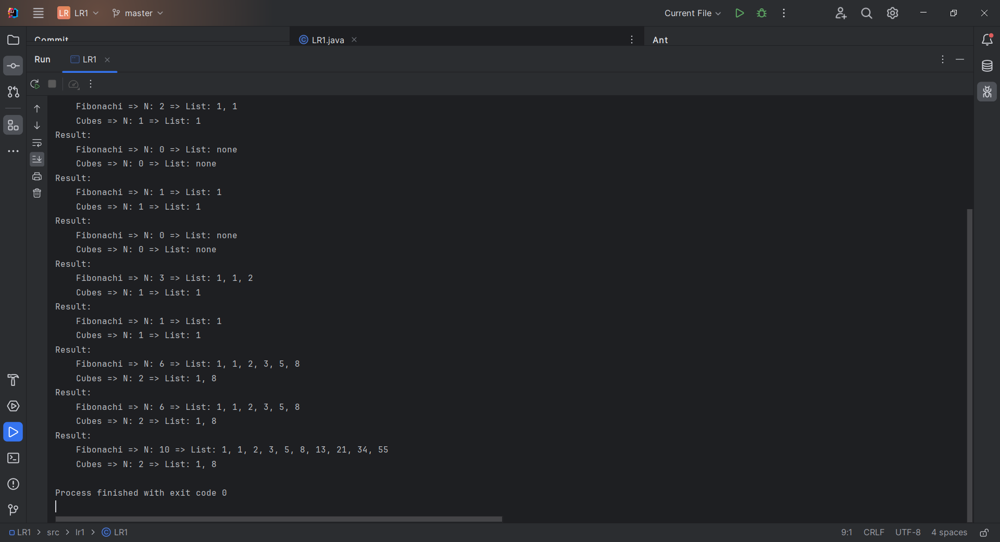 LR LR1 master Current File
Commit LR1.java Ant
Run LR1
Fibonachi => N: 2 => List: 1, 1
Cubes => N: 1 => List: 1
Result:
Fibonachi => N: 0 => List: none
Cubes => N: 0 => List: none
Result:
Fibonachi => N: 1 => List: 1
Cubes => N: 1 => List: 1
Result:
Fibonachi => N: 0 => List: none
Cubes => N: 0 => List: none
Result:
Fibonachi => N: 3 => List: 1, 1, 2
Cubes => N: 1 => List: 1
Result:
Fibonachi => N: 1 => List: 1
Cubes => N: 1 => List: 1
Result:
Fibonachi => N: 6 => List: 1, 1, 2, 3, 5, 8
Cubes => N: 2 => List: 1, 8
Result:
Fibonachi => N: 6 => List: 1, 1, 2, 3, 5, 8
Cubes => N: 2 => List: 1, 8
Result:
Fibonachi => N: 10 => List: 1, 1, 2, 3, 5, 8, 13, 21, 34, 55
Cubes => N: 2 => List: 1, 8
Process finished with exit code 0
LR1 > src > lr1 > LR1 9:1 CRLF UTF-8 4 spaces